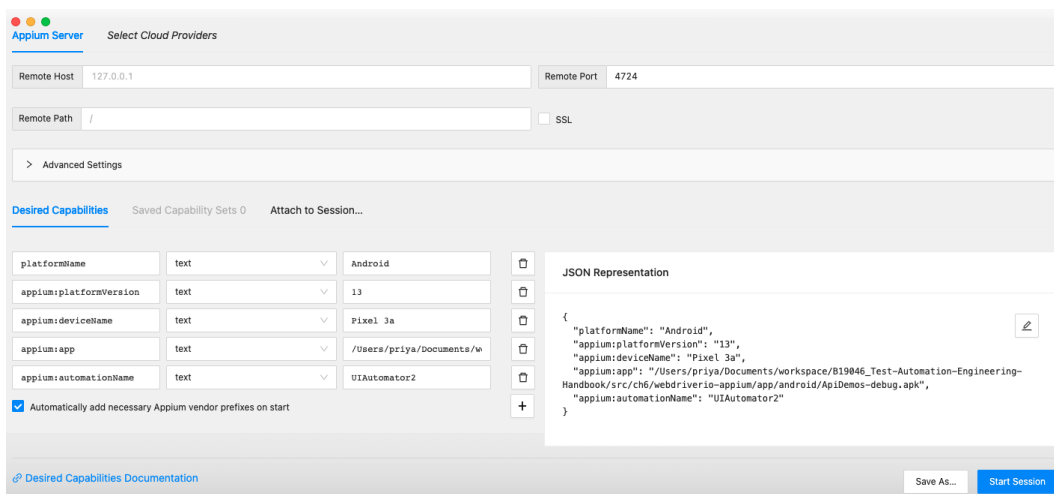 Appium Server Select Cloud Providers
Remote Host 127.0.0.1 Remote Port 4724
Remote Path / SSL
> Advanced Settings
Desired Capabilities Saved Capability Sets 0 Attach to Session...
platformName text Android
appium:platformVersion text 13
appium:deviceName text Pixel 3a
appium:app text /Users/priya/Documents/w
appium:automationName text UIAutomator2
Automatically add necessary Appium vendor prefixes on start +
JSON Representation
{
"platformName": "Android",
"appium:platformVersion": "13",
"appium:deviceName": "Pixel 3a",
"appium:app": "/Users/priya/Documents/workspace/B19046_Test-Automation-Engineering-
Handbook/src/ch6/webdriverio-appium/app/android/ApiDemos-debug.apk",
"appium:automationName": "UIAutomator2"
}
Desired Capabilities Documentation Save As... Start Session